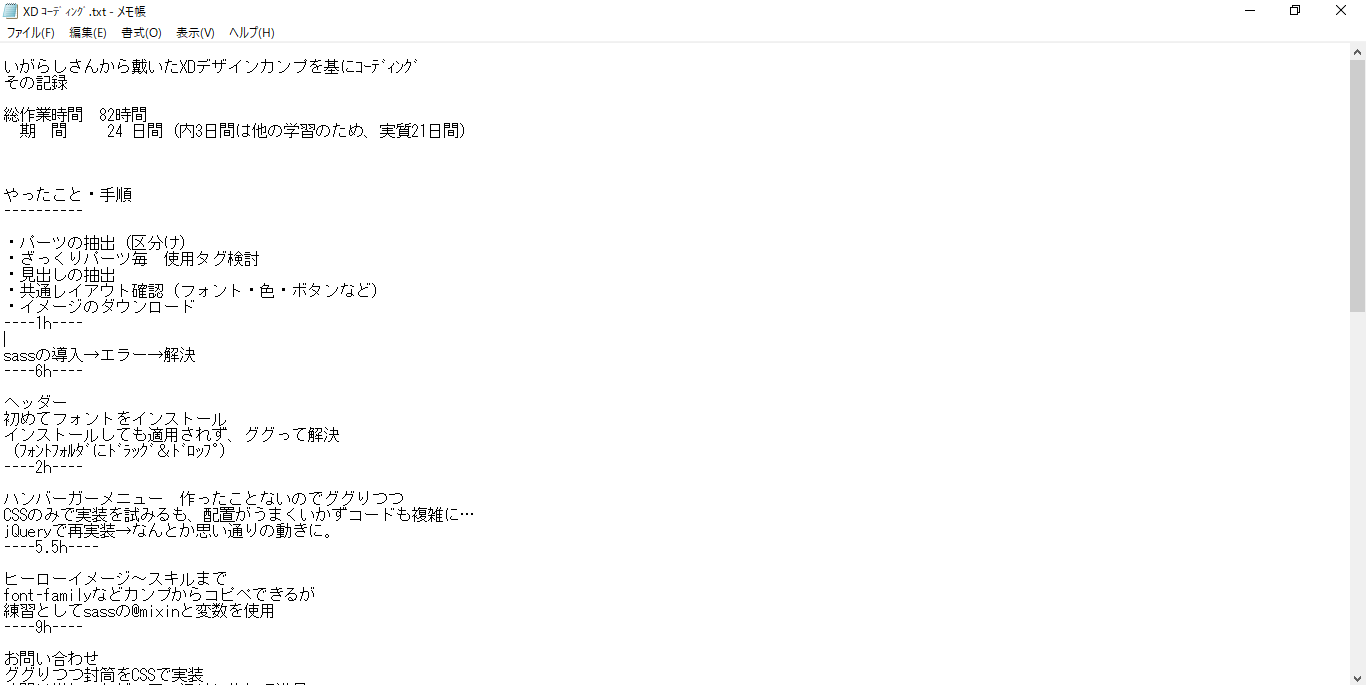 XD ｺｰﾃﾞｨﾝｸﾞ.txt - メモ帳
ファイル(F) 編集(E) 書式(O) 表示(V) ヘルプ(H)
いがらしさんから戴いたXDデザインカンプを基にｺｰﾃﾞｨﾝｸﾞ
その記録
総作業時間　82時間
　期　間　　 24 日間（内3日間は他の学習のため、実質21日間）
やったこと・手順
----------
・パーツの抽出（区分け）
・ざっくりパーツ毎　使用タグ検討
・見出しの抽出
・共通レイアウト確認（フォント・色・ボタンなど）
・イメージのダウンロード
----1h----
sassの導入→エラー→解決
----6h----
ヘッダー
初めてフォントをインストール
インストールしても適用されず、ググって解決
（ﾌｫﾝﾄﾌｫﾙﾀﾞにﾄﾞﾗｯｸﾞ＆ﾄﾞﾛｯﾌﾟ）
----2h----
ハンバーガーメニュー　作ったことないのでググりつつ
CSSのみで実装を試みるも、配置がうまくいかずコードも複雑に…
jQueryで再実装→なんとか思い通りの動きに。
----5.5h----
ヒーローイメージ～スキルまで
font-familyなどカンプからコピペできるが
練習としてsassの@mixinと変数を使用
----9h----
お問い合わせ
ググりつつ封筒をCSSで実装